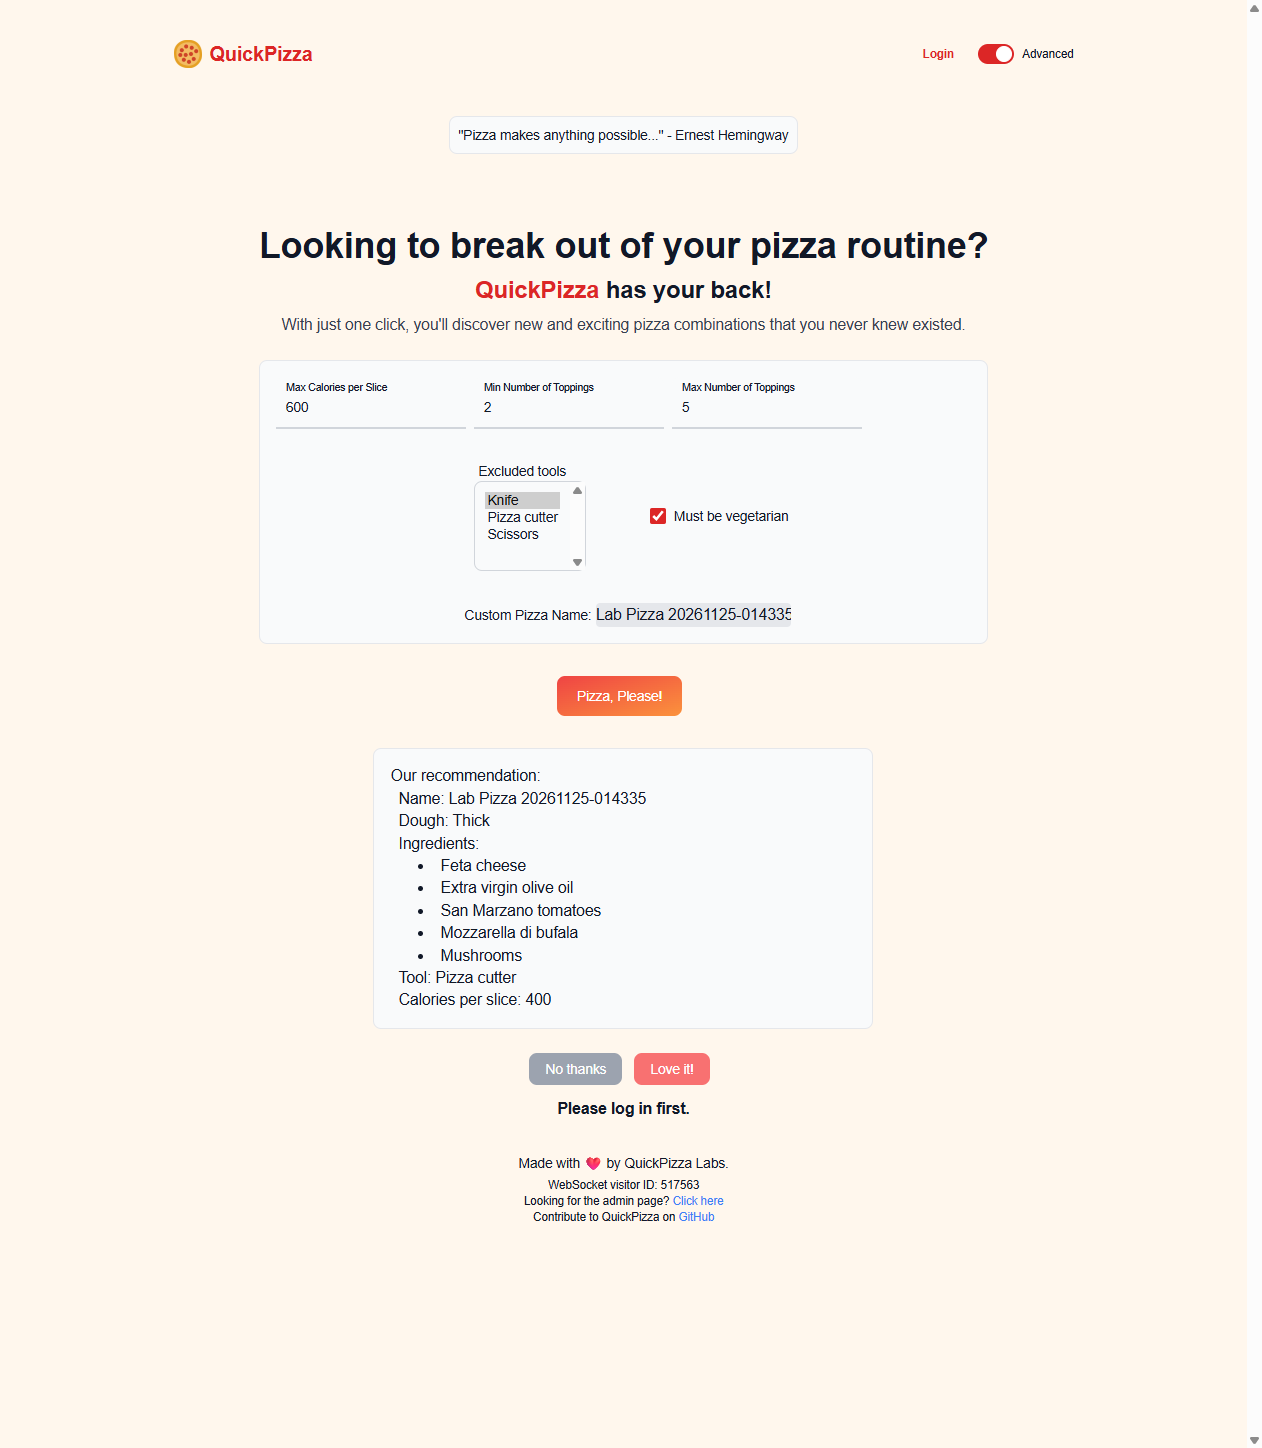 QuickPizza
Login
Advanced
"Pizza makes anything possible..." - Ernest Hemingway
Looking to break out of your pizza routine?
QuickPizza has your back!
With just one click, you'll discover new and exciting pizza combinations that you never knew existed.
Max Calories per Slice
600
Min Number of Toppings
2
Max Number of Toppings
5
Excluded tools
Knife
Pizza cutter
Scissors
Must be vegetarian
Custom Pizza Name: Lab Pizza 20261125-014335
Pizza, Please!
Our recommendation:
Name: Lab Pizza 20261125-014335
Dough: Thick
Ingredients:
• Feta cheese
• Extra virgin olive oil
• San Marzano tomatoes
• Mozzarella di bufala
• Mushrooms
Tool: Pizza cutter
Calories per slice: 400
No thanks
Love it!
Please log in first.
Made with ❤️ by QuickPizza Labs.
WebSocket visitor ID: 517563
Looking for the admin page? Click here
Contribute to QuickPizza on GitHub